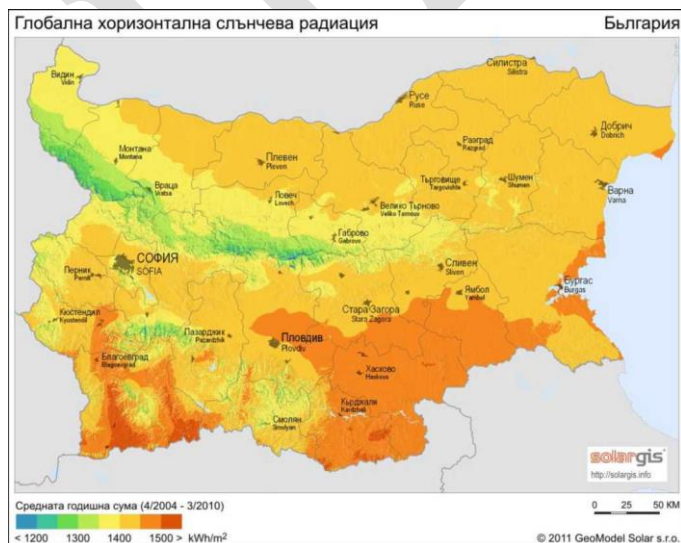 Глобална хоризонтална слънчева радиация
България
Видин
Vidin
Силистра
Silistra
Русе
Ruse
Добрич
Dobrich
Разград
Razgrad
Монтана
Montana
Плевен
Pleven
Търговище
Targovishte
Шумен
Shumen
Варна
Varna
Враца
Vratsa
Ловеч
Lovech
Велико Търново
Veliko Tarnovo
Габрово
Gabrovo
СОФИЯ
SOFIA
Перник
Pernik
Сливен
Sliven
Бургас
Burgas
Ямбол
Yambol
Стара Загора
Stara Zagora
Кюстендил
Kyustendil
Пазарджик
Pazardzhik
Пловдив
Plovdiv
Благоевград
Blagoevgrad
Хасково
Haskovo
Кърджали
Kardzhali
Смолян
Smolyan
solargis
http://solargis.info
Средната годишна сума (4/2004 - 3/2010)
0 25 50 KM
< 1200 1300 1400 1500 > kWh/m²
© 2011 GeoModel Solar s.r.o.